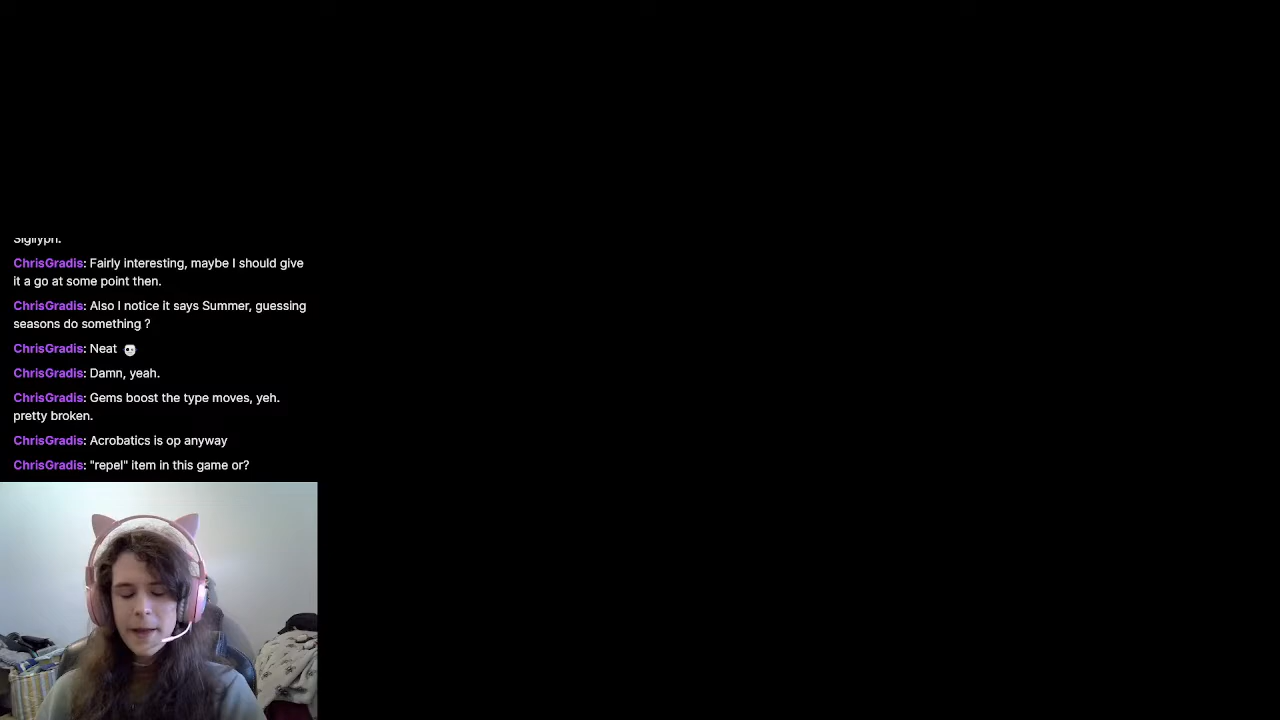 Sigilyph.
ChrisGradis: Fairly interesting, maybe I should give
it a go at some point then.
ChrisGradis: Also I notice it says Summer, guessing
seasons do something ?
ChrisGradis: Neat
ChrisGradis: Damn, yeah.
ChrisGradis: Gems boost the type moves, yeh.
pretty broken.
ChrisGradis: Acrobatics is op anyway
ChrisGradis: "repel" item in this game or?